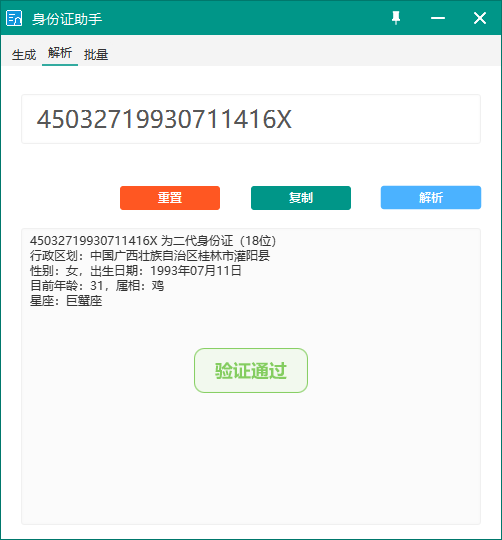 身份证助手
生成 解析 批量
45032719930711416X
重置 复制 解析
45032719930711416X 为二代身份证（18位）
行政区划：中国广西壮族自治区桂林市灌阳县
性别：女，出生日期：1993年07月11日
目前年龄：31，属相：鸡
星座：巨蟹座
验证通过